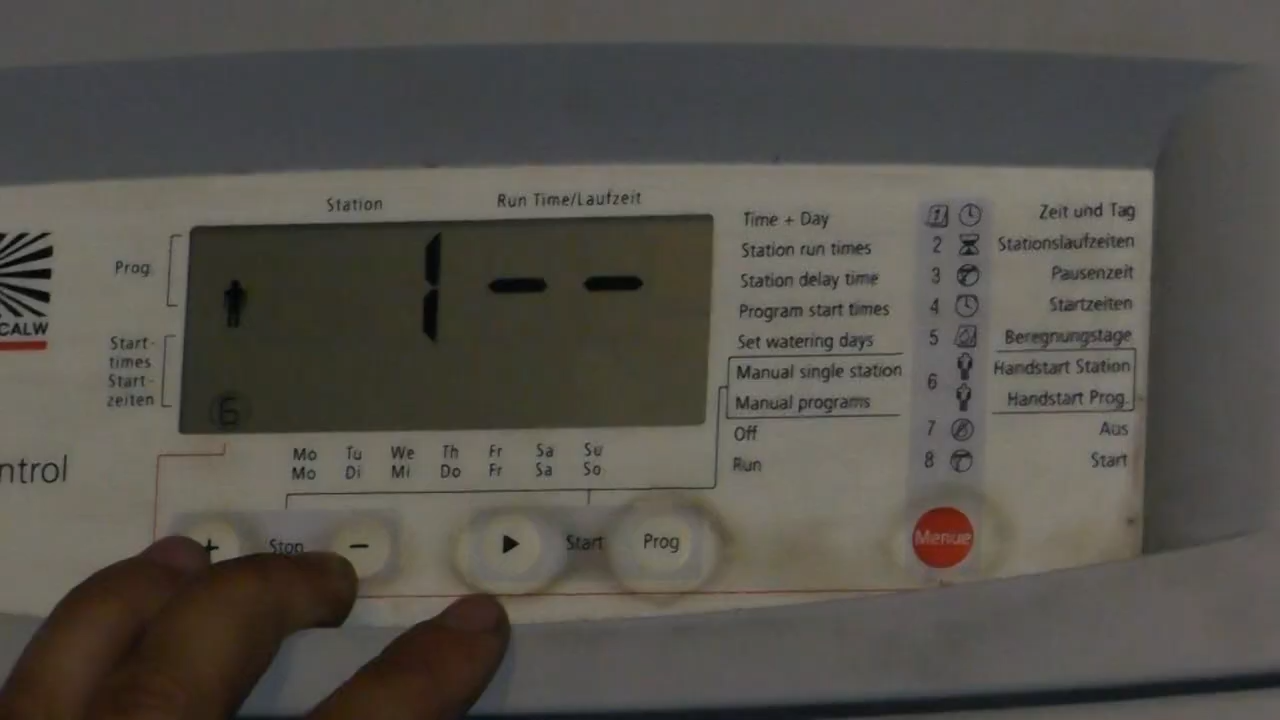 Station
Run Time/Laufzeit
Prog.
Start-
times
Start-
zeiten
CALW
ntrol
1 – –
6
Mo Tu We Th Fr Sa Su
Mo Di Mi Do Fr Sa So
Time + Day 1 Zeit und Tag
Station run times 2 Stationslaufzeiten
Station delay time 3 Pausenzeit
Program start times 4 Startzeiten
Set watering days 5 Beregnungstage
Manual single station 6 Handstart Station
Manual programs Handstart Prog.
Off 7 Aus
Run 8 Start
+ Stop – ▶ Start Prog Menue